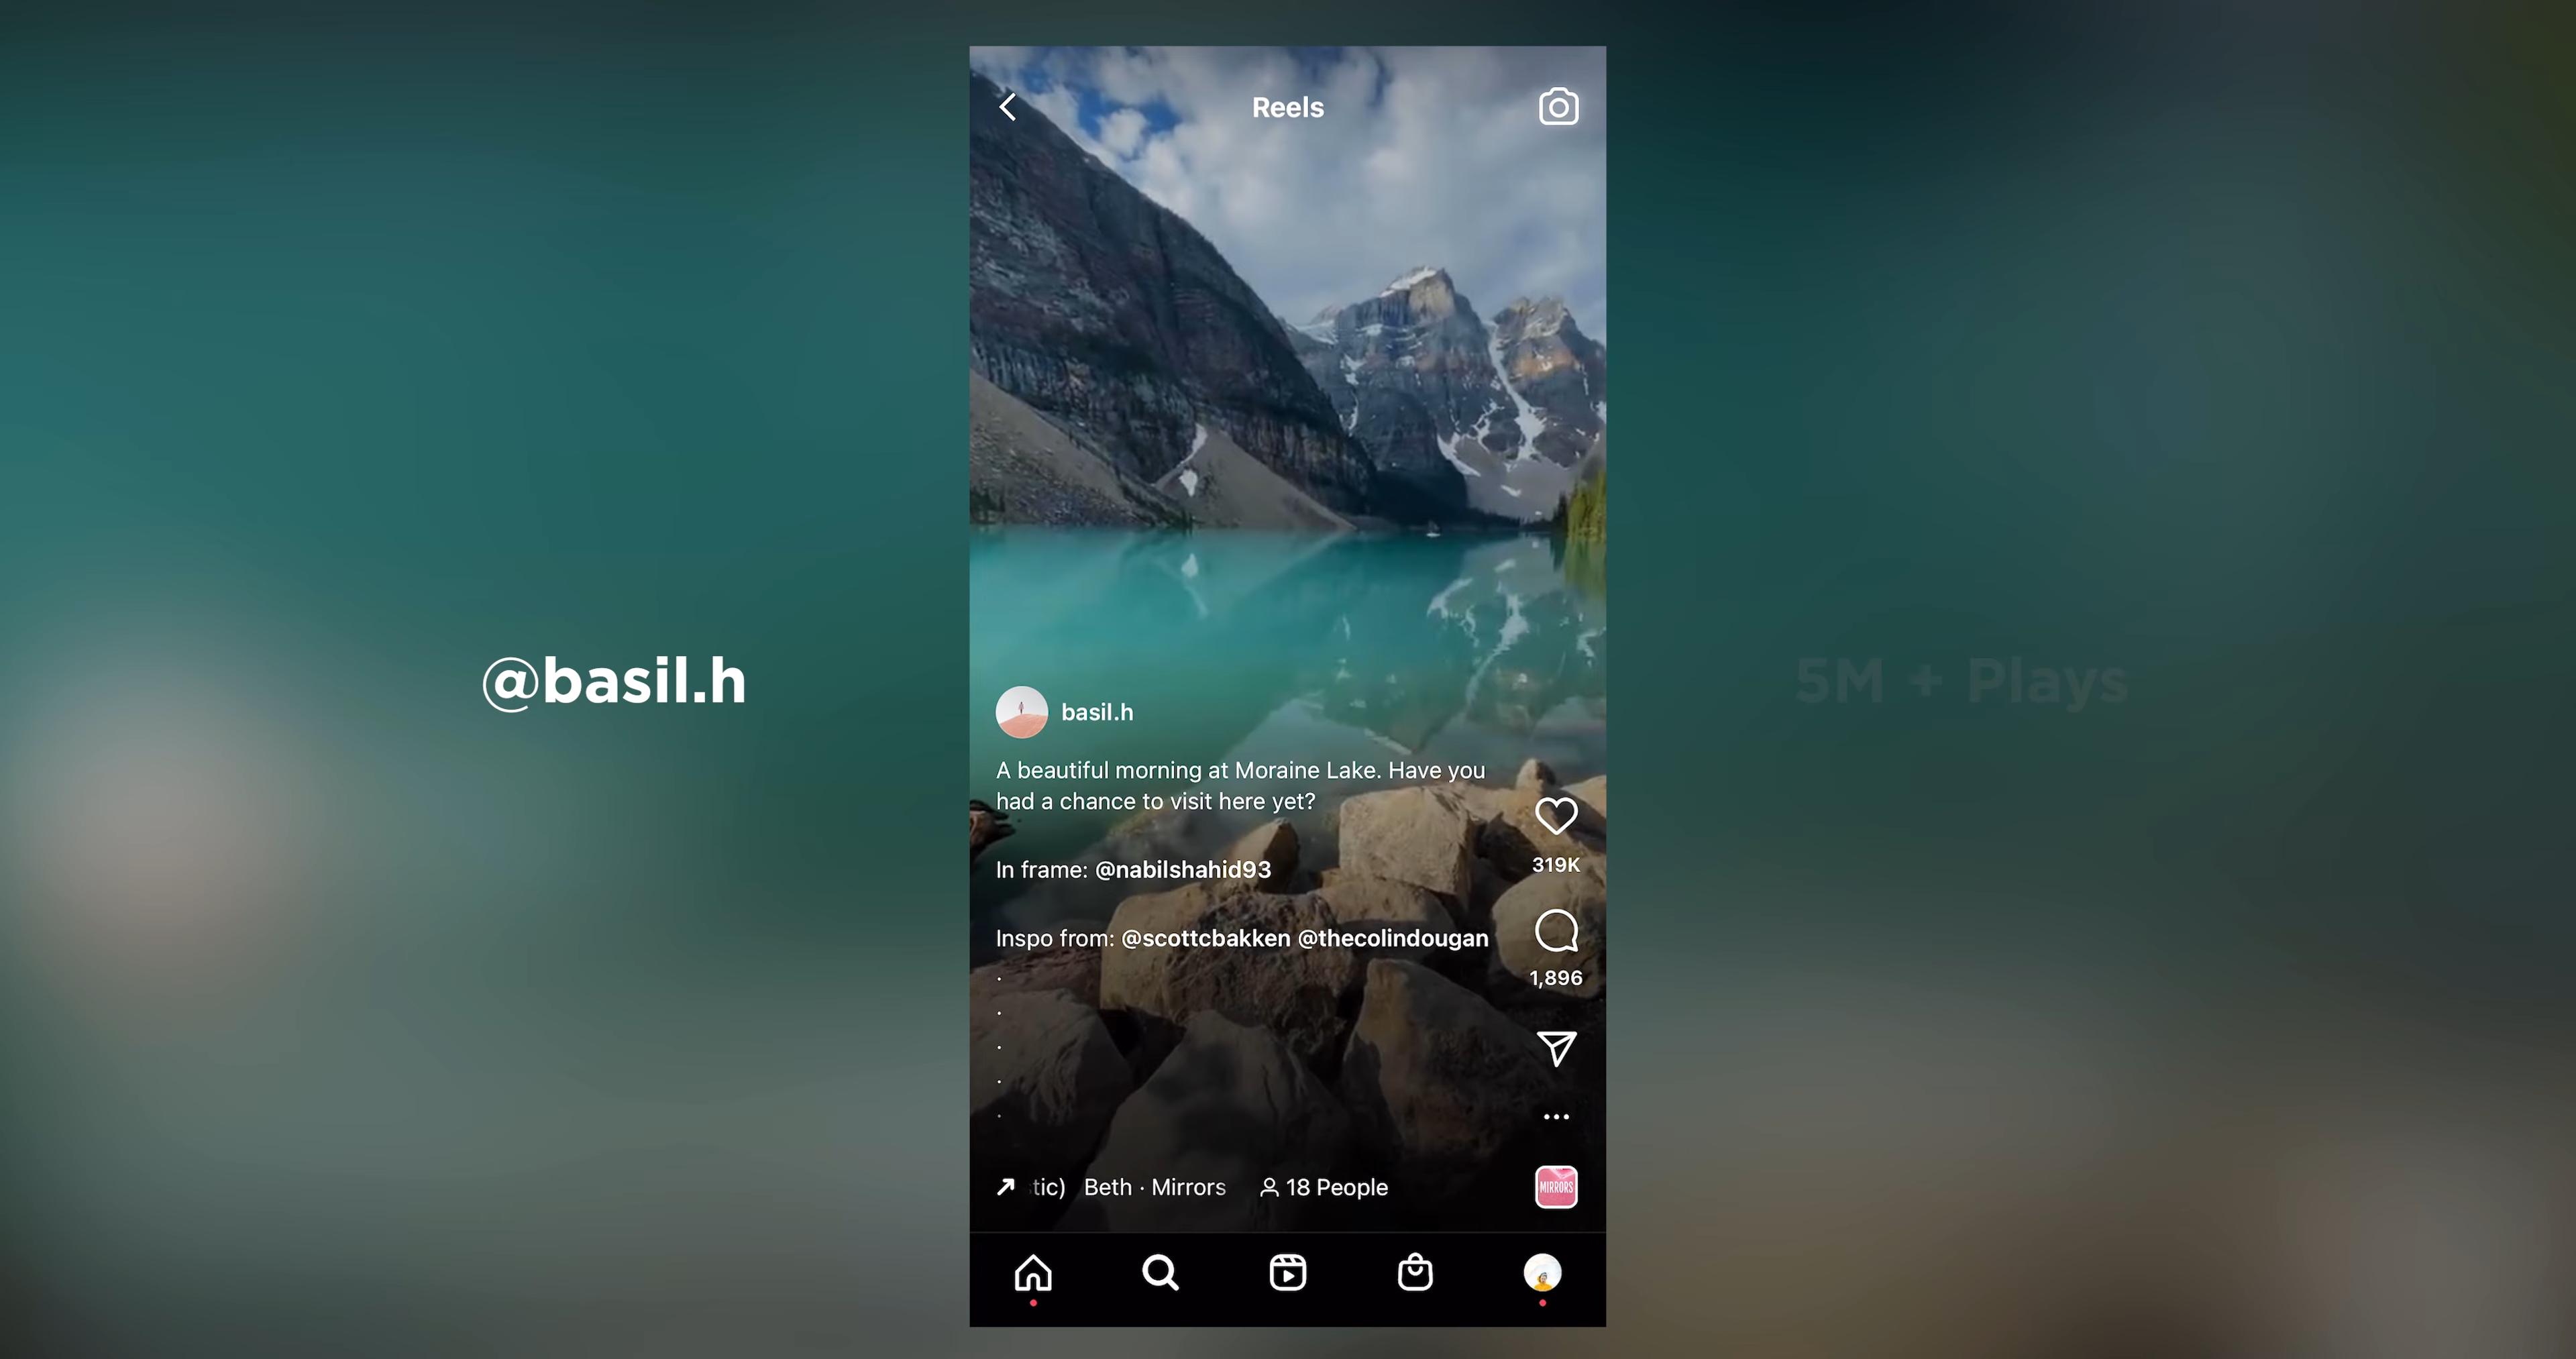 Reels
@basil.h
5M + Plays
basil.h
A beautiful morning at Moraine Lake. Have you
had a chance to visit here yet?
In frame: @nabilshahid93
Inspo from: @scottcbakken @thecolindougan
.
.
.
.
.
319K
1,896
tic) Beth · Mirrors 18 People
MIRRORS